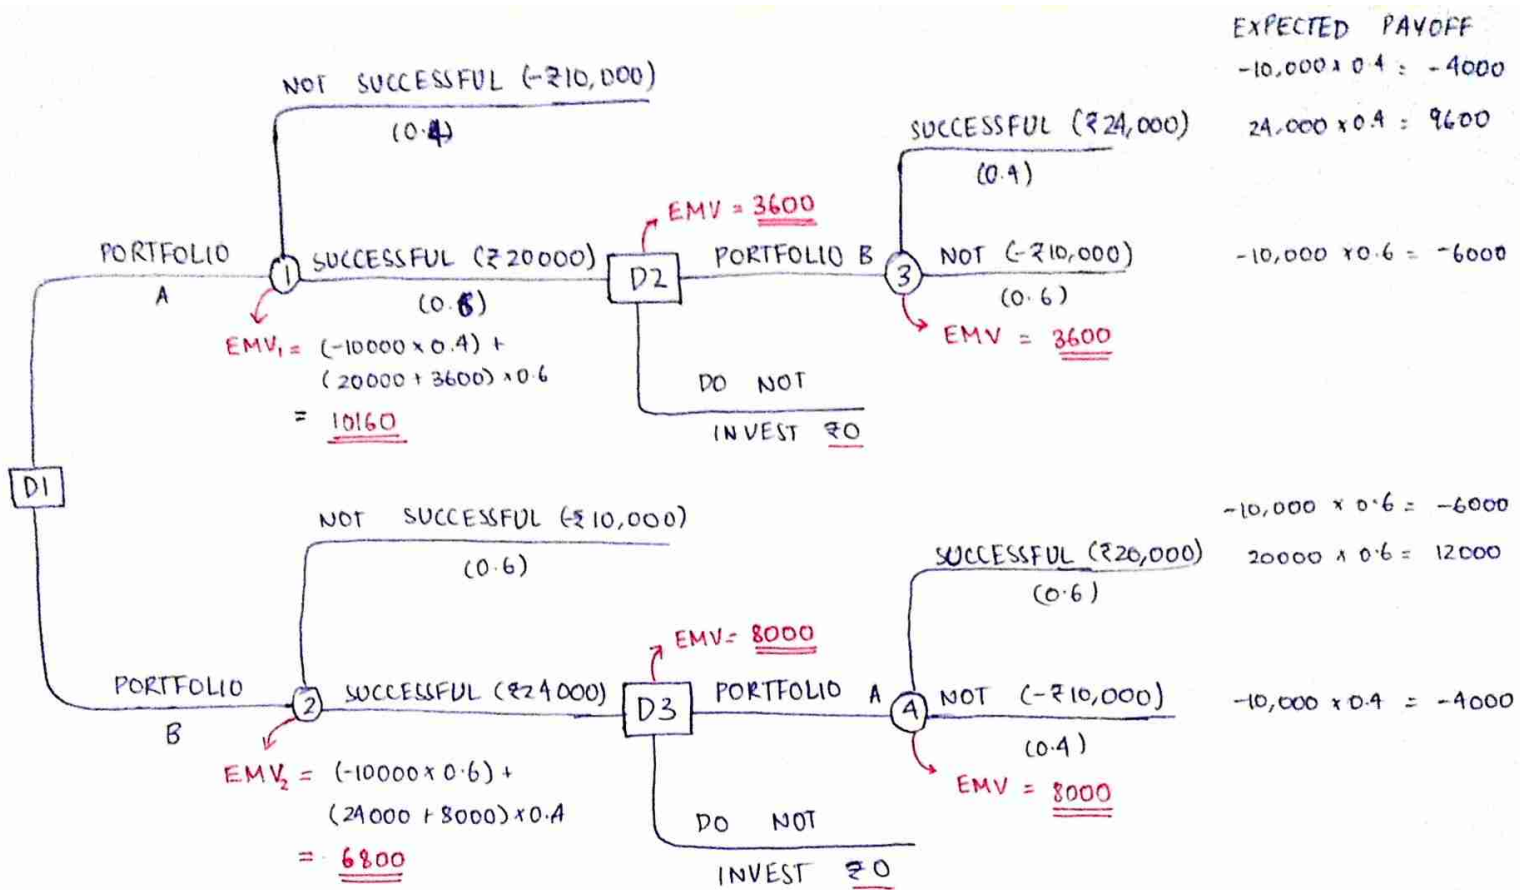 EXPECTED PAYOFF
-10,000 x 0.4 = -4000
NOT SUCCESSFUL (-₹10,000)
(0.4)
SUCCESSFUL (₹24,000)
24,000 x 0.4 = 9600
(0.4)
EMV = 3600
PORTFOLIO
A
1
SUCCESSFUL (₹20000)
(0.6)
D2
PORTFOLIO B
3
NOT (-₹10,000)
-10,000 x 0.6 = -6000
(0.6)
EMV = 3600
EMV₁ = (-10000 x 0.4) +
(20000 + 3600) x 0.6
= 10160
DO NOT
INVEST ₹0
D1
NOT SUCCESSFUL (-₹10,000)
(0.6)
-10,000 x 0.6 = -6000
SUCCESSFUL (₹20,000)
20000 x 0.6 = 12000
(0.6)
EMV = 8000
PORTFOLIO
B
2
SUCCESSFUL (₹24000)
D3
PORTFOLIO A
4
NOT (-₹10,000)
-10,000 x 0.4 = -4000
(0.4)
EMV = 8000
EMV₂ = (-10000 x 0.6) +
(24000 + 8000) x 0.4
= 6800
DO NOT
INVEST ₹0